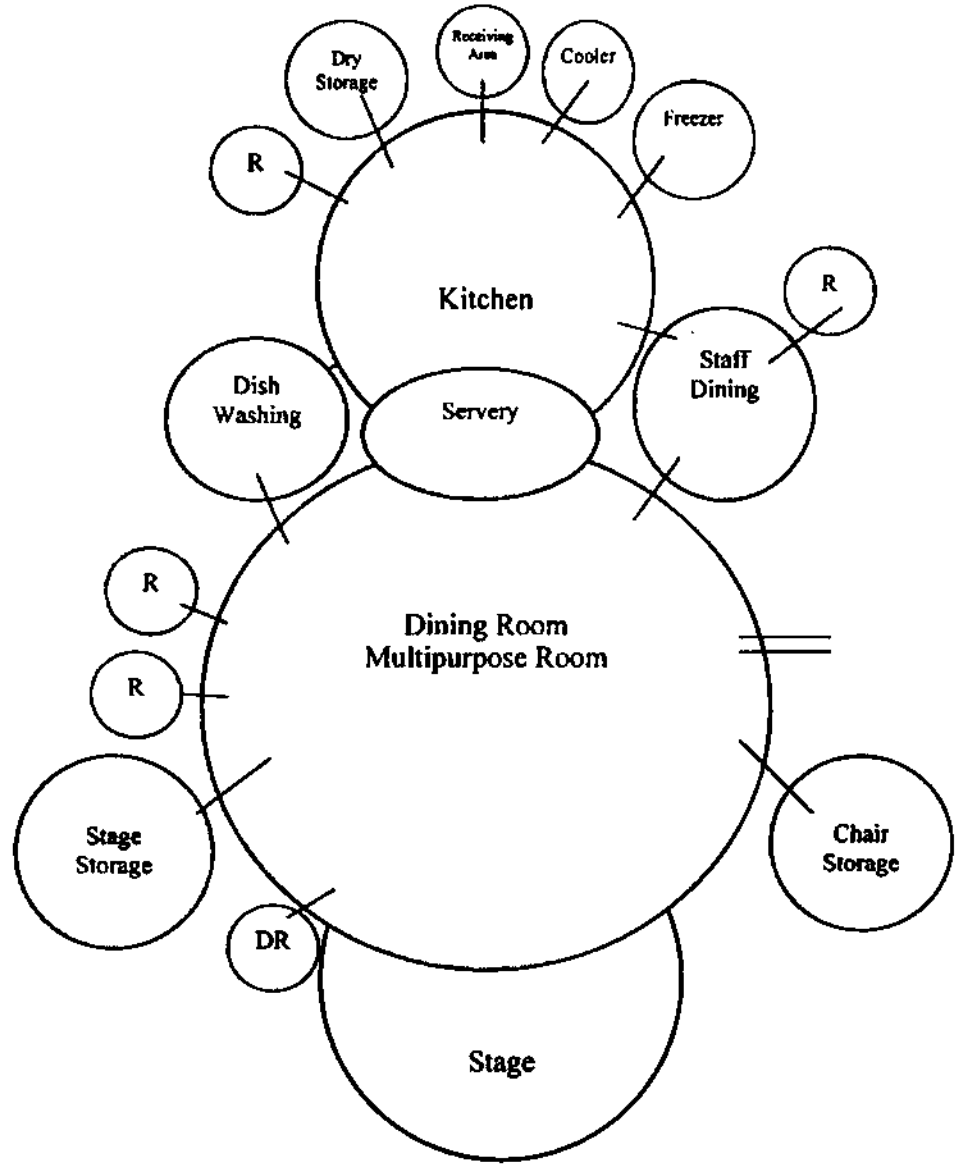 Receiving
Area
Dry
Storage
Cooler
Freezer
R
R
Kitchen
Staff
Dining
Dish
Washing
Servery
R
Dining Room
Multipurpose Room
R
Stage
Storage
Chair
Storage
DR
Stage